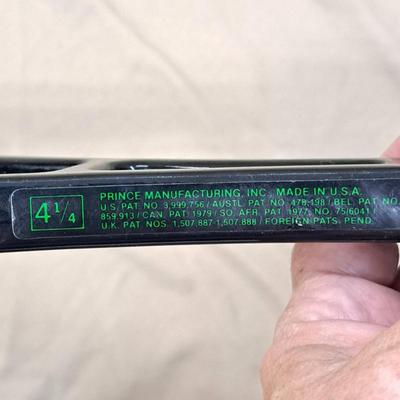 4 1/4
PRINCE MANUFACTURING, INC., MADE IN U.S.A.
U.S. PAT. NO. 3,999,756 / AUSTL. PAT. NO. 478,198 / BEL. PAT. NO.
859,913 / CAN. PAT. 1979 / SO. AFR. PAT. 1977, NO. 75/6041 /
U.K. PAT. NOS. 1,507,887-1,507,888 / FOREIGN PATS. PEND.